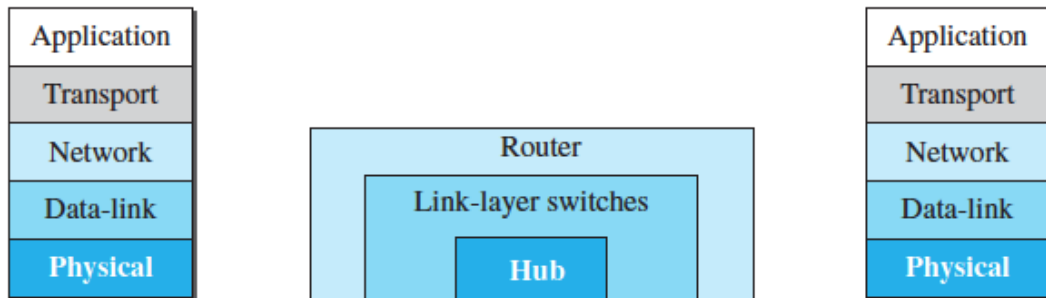 Application
Transport
Network
Data-link
Physical
Router
Link-layer switches
Hub
Application
Transport
Network
Data-link
Physical